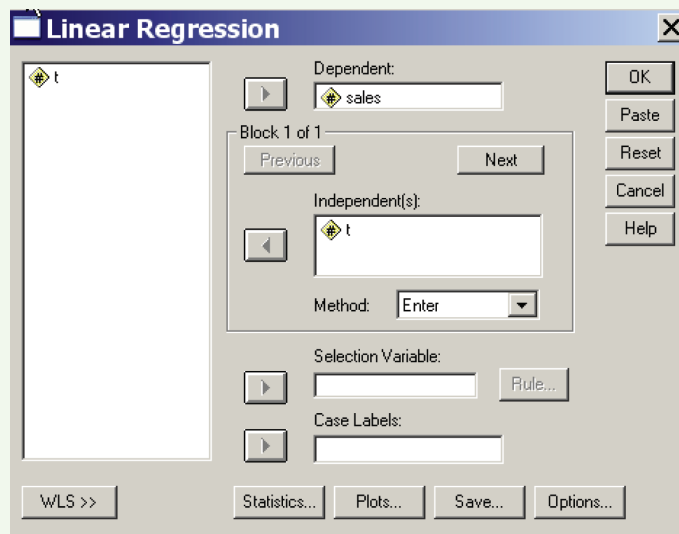 Linear Regression
t
Dependent:
sales
Block 1 of 1
Previous Next
Independent(s):
t
Method: Enter
Selection Variable:
Rule...
Case Labels:
OK
Paste
Reset
Cancel
Help
WLS >> Statistics... Plots... Save... Options...